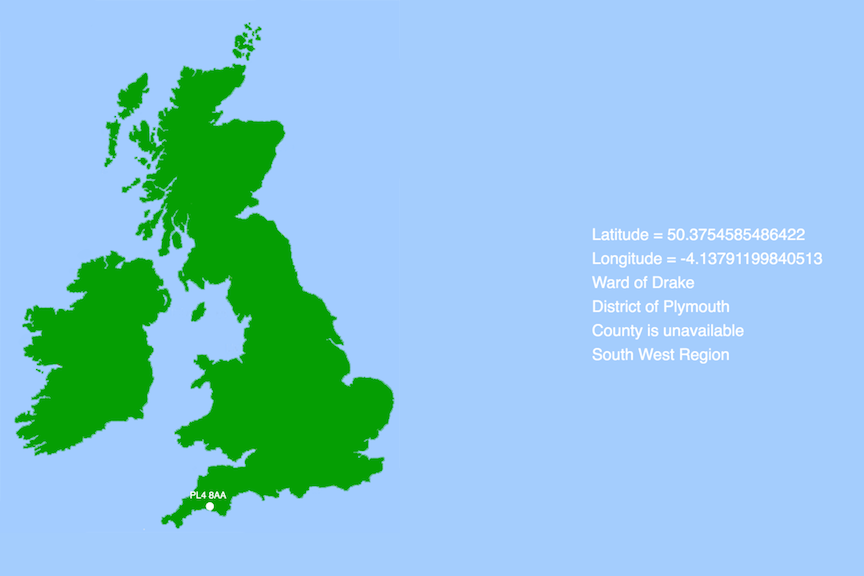 Latitude = 50.3754585486422
Longitude = -4.13791199840513
Ward of Drake
District of Plymouth
County is unavailable
South West Region
PL4 8AA